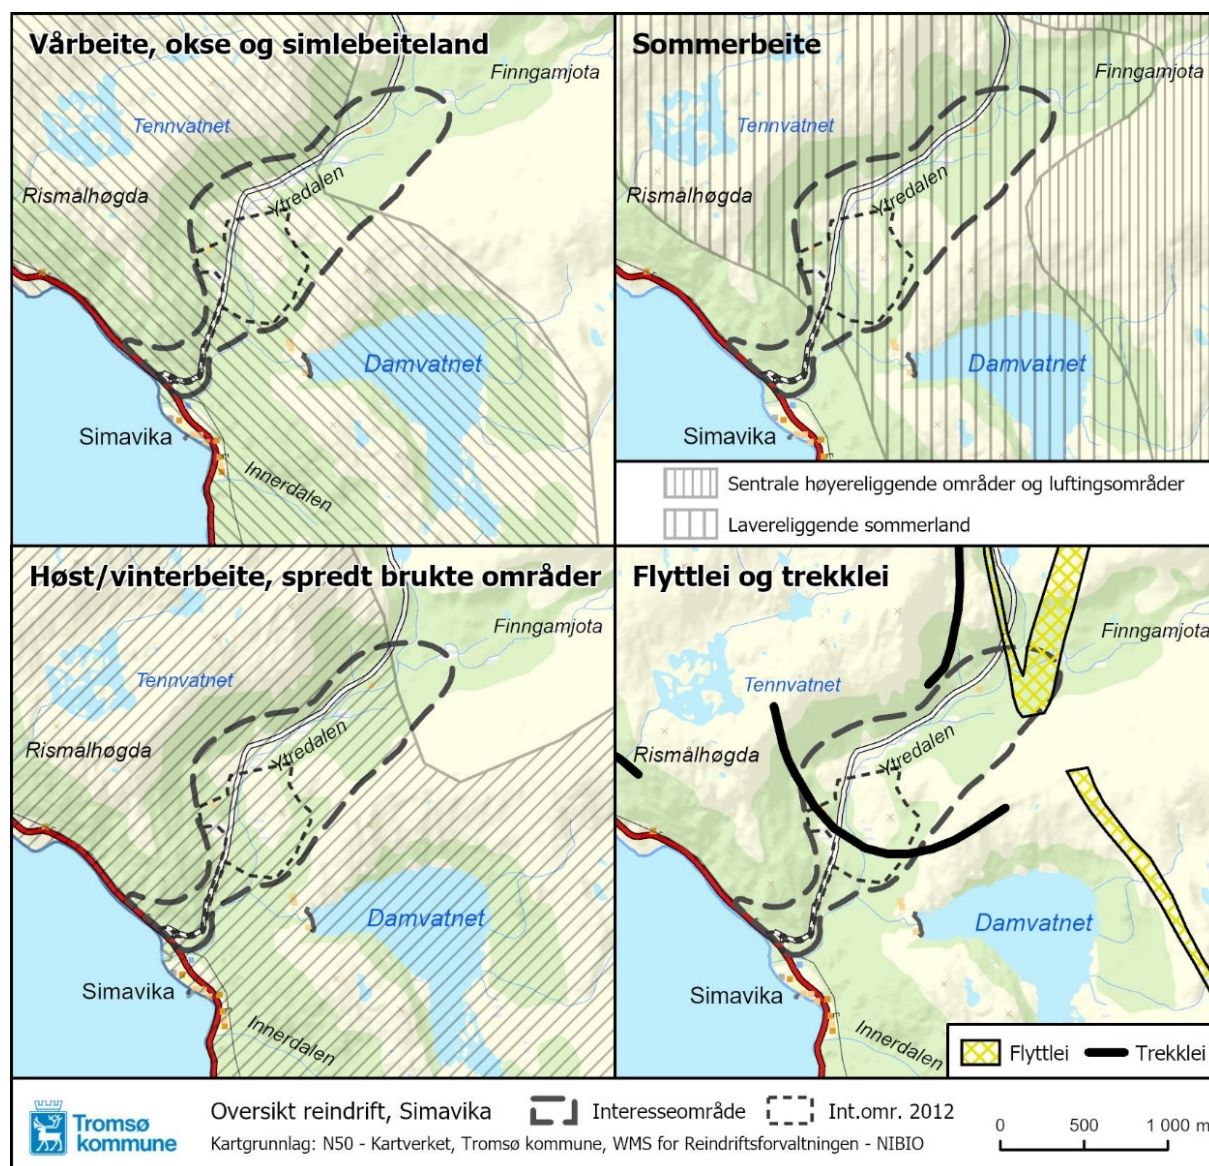 Vårbeite, okse og simlebeiteland
Finngamjota
Tennvatnet
Rismålhøgda
Ytredalen
Damvatnet
Simavika
Innerdalen
Sommerbeite
Finngamjota
Tennvatnet
Rismålhøgda
Ytredalen
Damvatnet
Simavika
Sentrale høyereliggende områder og luftingsområder
Lavereliggende sommerland
Høst/vinterbeite, spredt brukte områder
Finngamjota
Tennvatnet
Rismålhøgda
Ytredalen
Damvatnet
Simavika
Innerdalen
Flyttlei og trekklei
Finngamjota
Tennvatnet
Rismålhøgda
Ytredalen
Damvatnet
Simavika
Innerdalen
Flyttlei Trekklei
Tromsø
kommune
Oversikt reindrift, Simavika Interesseområde Int.omr. 2012
Kartgrunnlag: N50 - Kartverket, Tromsø kommune, WMS for Reindriftsforvaltningen - NIBIO
0 500 1 000 m